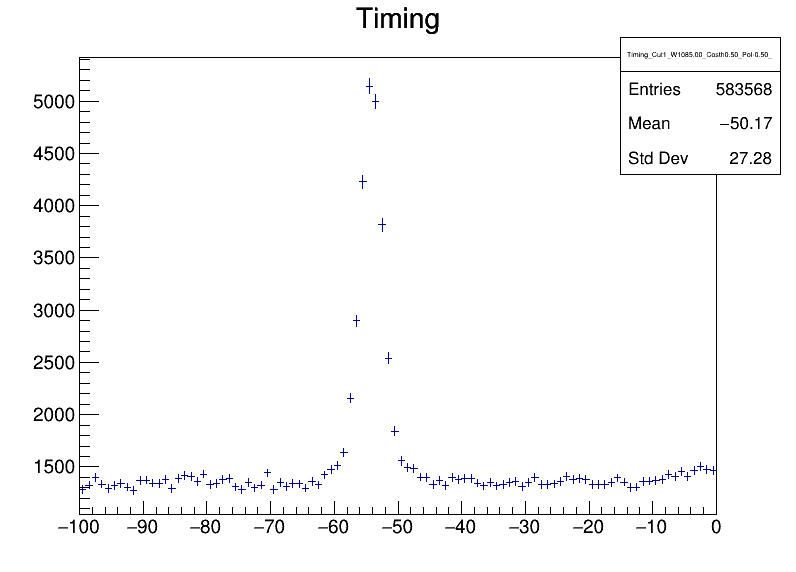 Timing
Timing_Cut1_W1085.00_Costh0.50_Pol-0.50_
Entries 583568
Mean −50.17
Std Dev 27.28
5000
4500
4000
3500
3000
2500
2000
1500
−100 −90 −80 −70 −60 −50 −40 −30 −20 −10 0